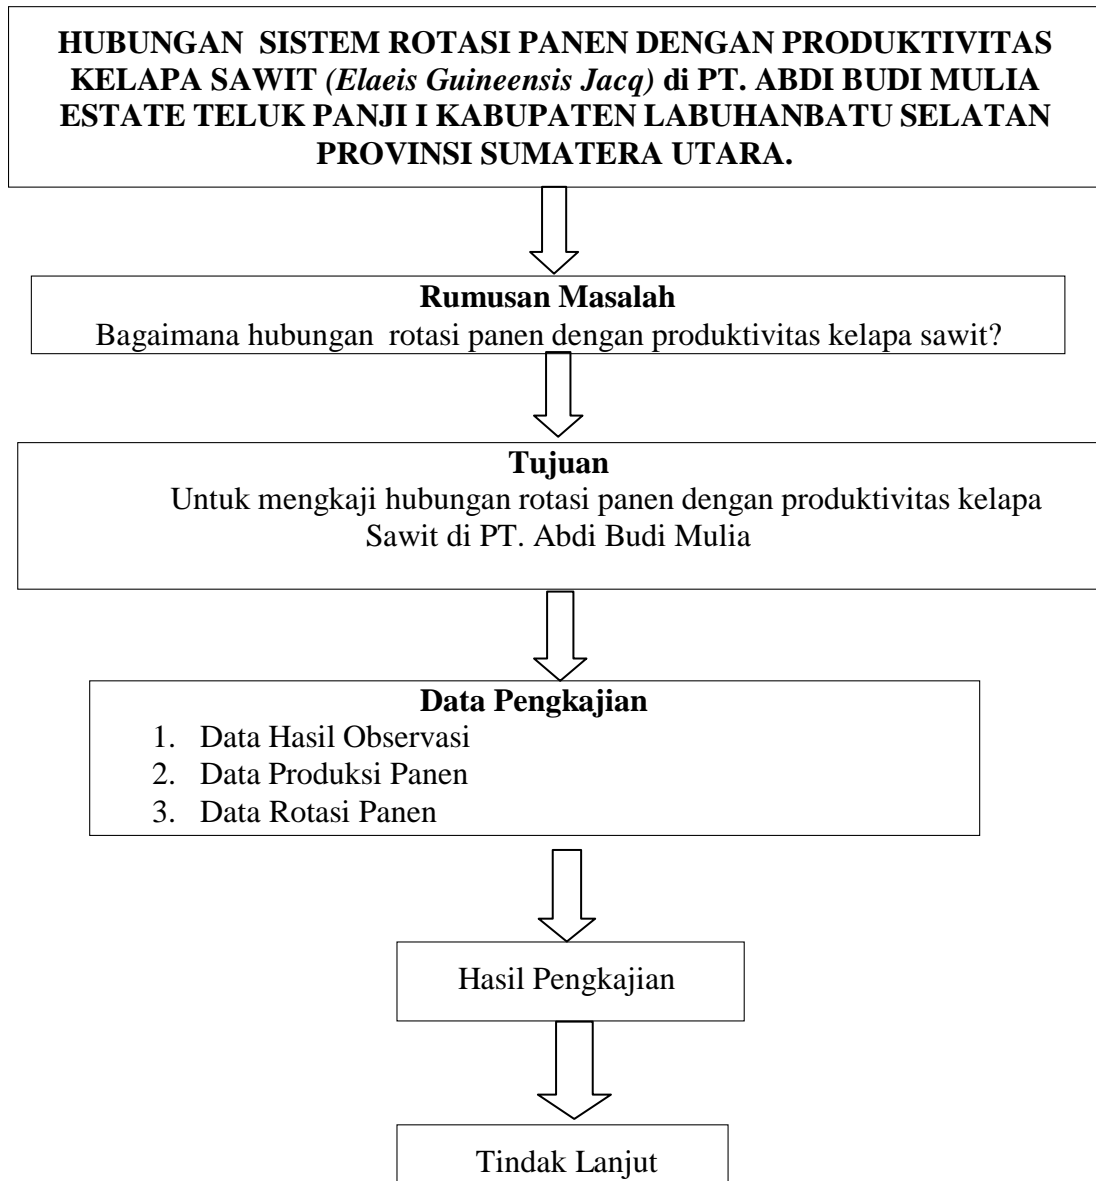 HUBUNGAN SISTEM ROTASI PANEN DENGAN PRODUKTIVITAS
KELAPA SAWIT (Elaeis Guineensis Jacq) di PT. ABDI BUDI MULIA
ESTATE TELUK PANJI I KABUPATEN LABUHANBATU SELATAN
PROVINSI SUMATERA UTARA.
Rumusan Masalah
Bagaimana hubungan rotasi panen dengan produktivitas kelapa sawit?
Tujuan
Untuk mengkaji hubungan rotasi panen dengan produktivitas kelapa
Sawit di PT. Abdi Budi Mulia
Data Pengkajian
1. Data Hasil Observasi
2. Data Produksi Panen
3. Data Rotasi Panen
Hasil Pengkajian
Tindak Lanjut